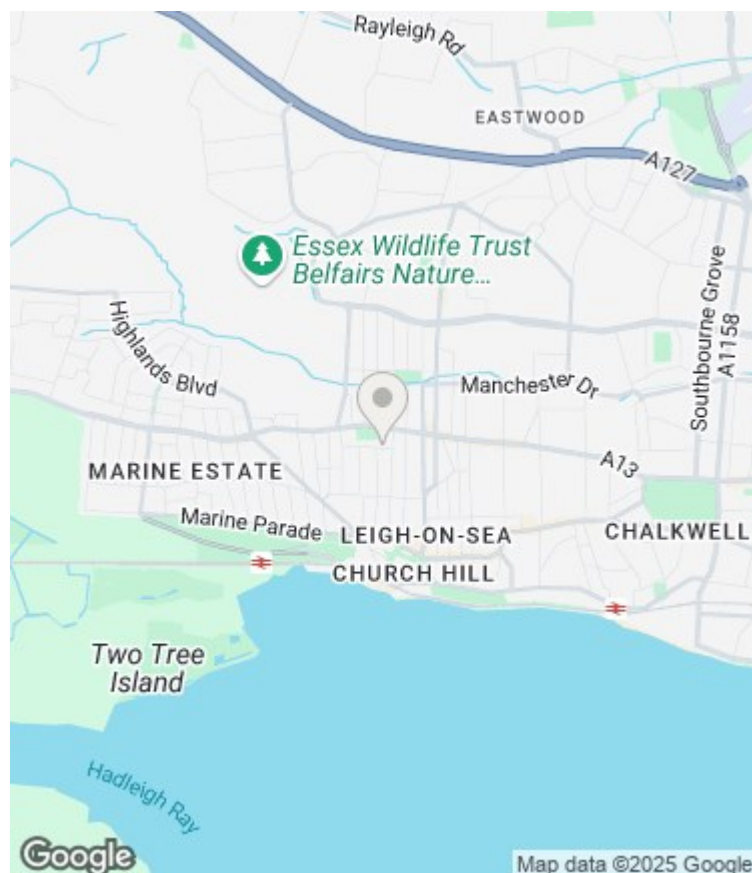 Rayleigh Rd
EASTWOOD
A127
Essex Wildlife Trust
Belfairs Nature...
Highlands Blvd
Southbourne Grove
A1158
Manchester Dr
A13
MARINE ESTATE
Marine Parade
LEIGH-ON-SEA
CHALKWELL
CHURCH HILL
Two Tree
Island
Hadleigh Ray
Google
Map data ©2025 Google